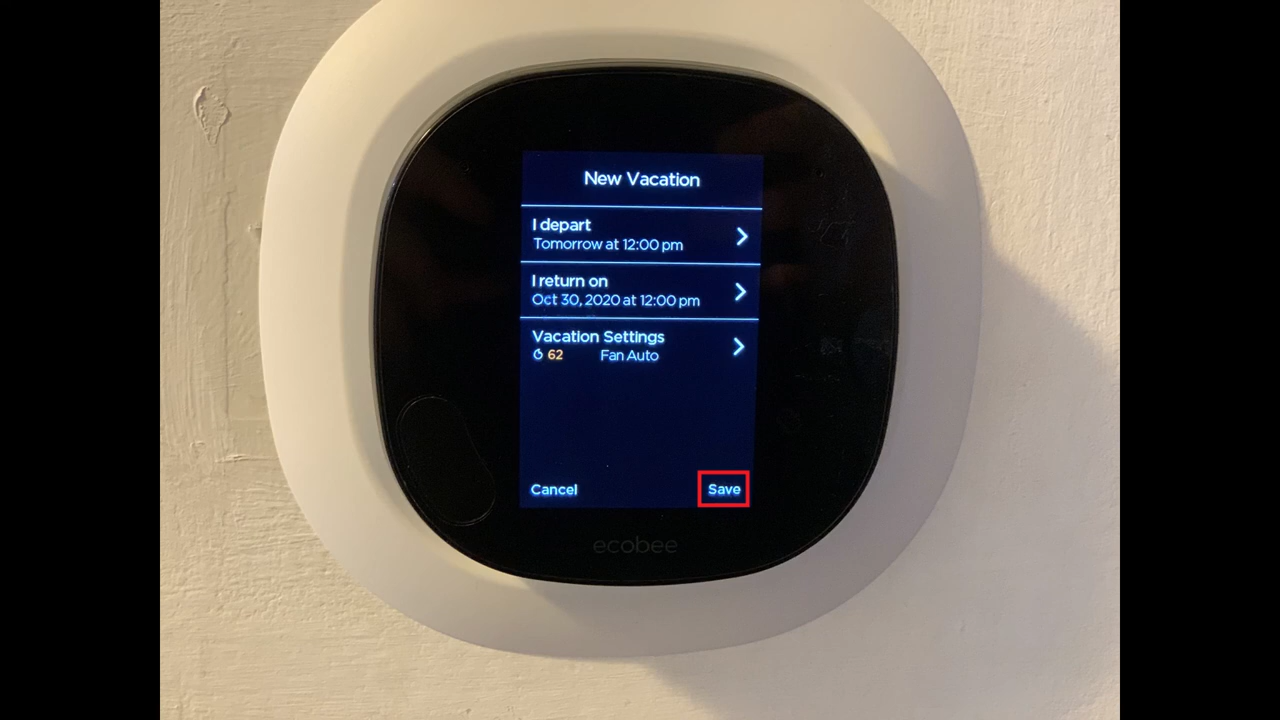 New Vacation
I depart
Tomorrow at 12:00 pm
I return on
Oct 30, 2020 at 12:00 pm
Vacation Settings
62 Fan Auto
Cancel Save
ecobee